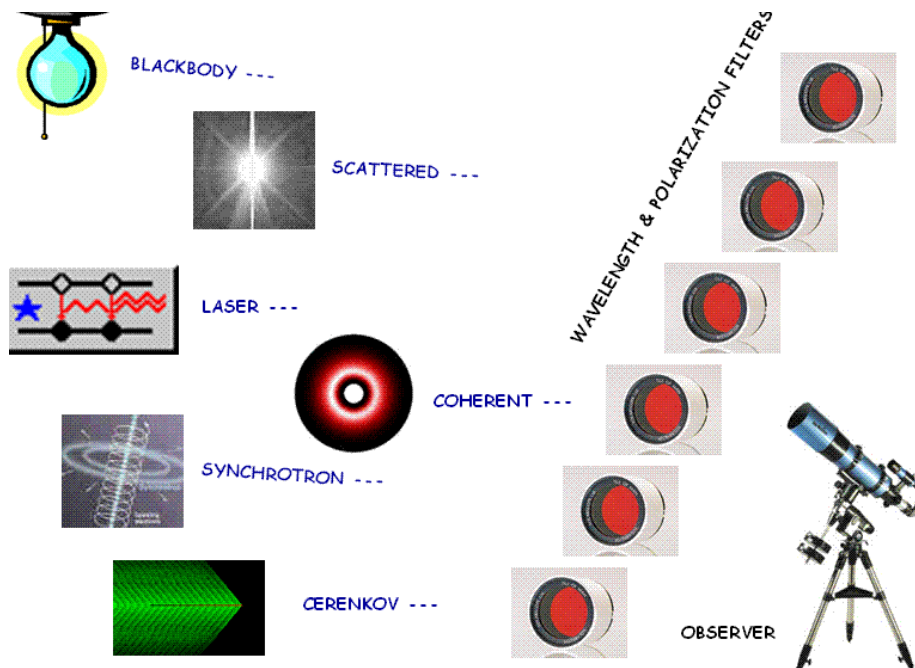 BLACKBODY ---
SCATTERED ---
WAVELENGTH & POLARIZATION FILTERS
LASER ---
COHERENT ---
SYNCHROTRON ---
CERENKOV ---
OBSERVER